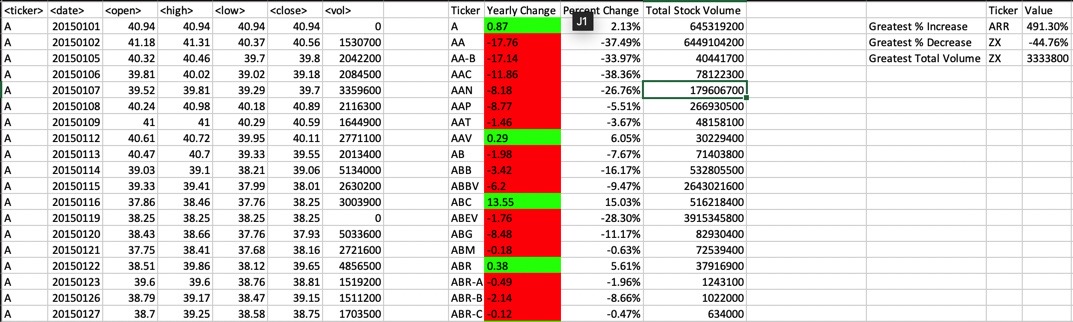 <ticker> <date> <open> <high> <low> <close> <vol> Ticker Yearly Change Percent Change Total Stock Volume Ticker Value
A 20150101 40.94 40.94 40.94 40.94 0 A 0.87 J1 2.13% 645319200 Greatest % Increase ARR 491.30%
A 20150102 41.18 41.31 40.37 40.56 1530700 AA -17.76 -37.49% 6449104200 Greatest % Decrease ZX -44.76%
A 20150105 40.32 40.46 39.7 39.8 2042200 AA-B -17.14 -33.97% 40441700 Greatest Total Volume ZX 3333800
A 20150106 39.81 40.02 39.02 39.18 2084500 AAC -11.86 -38.36% 78122300
A 20150107 39.52 39.81 39.29 39.7 3359600 AAN -8.18 -26.76% 179606700
A 20150108 40.24 40.98 40.18 40.89 2116300 AAP -8.77 -5.51% 266930500
A 20150109 41 41 40.29 40.59 1644900 AAT -1.46 -3.67% 48158100
A 20150112 40.61 40.72 39.95 40.11 2771100 AAV 0.29 6.05% 30229400
A 20150113 40.47 40.7 39.33 39.55 2013400 AB -1.98 -7.67% 71403800
A 20150114 39.03 39.1 38.21 39.06 5134000 ABB -3.42 -16.17% 532805500
A 20150115 39.33 39.41 37.99 38.01 2630200 ABBV -6.2 -9.47% 2643021600
A 20150116 37.86 38.46 37.76 38.25 3003900 ABC 13.55 15.03% 516218400
A 20150119 38.25 38.25 38.25 38.25 0 ABEV -1.76 -28.30% 3915345800
A 20150120 38.43 38.66 37.76 37.93 5033600 ABG -8.48 -11.17% 82930400
A 20150121 37.75 38.41 37.68 38.16 2721600 ABM -0.18 -0.63% 72539400
A 20150122 38.51 39.86 38.12 39.65 4856500 ABR 0.38 5.61% 37916900
A 20150123 39.6 39.6 38.76 38.81 1519200 ABR-A -0.49 -1.96% 1243100
A 20150126 38.79 39.17 38.47 39.15 1511200 ABR-B -2.14 -8.66% 1022000
A 20150127 38.7 39.25 38.58 38.75 1703500 ABR-C -0.12 -0.47% 634000